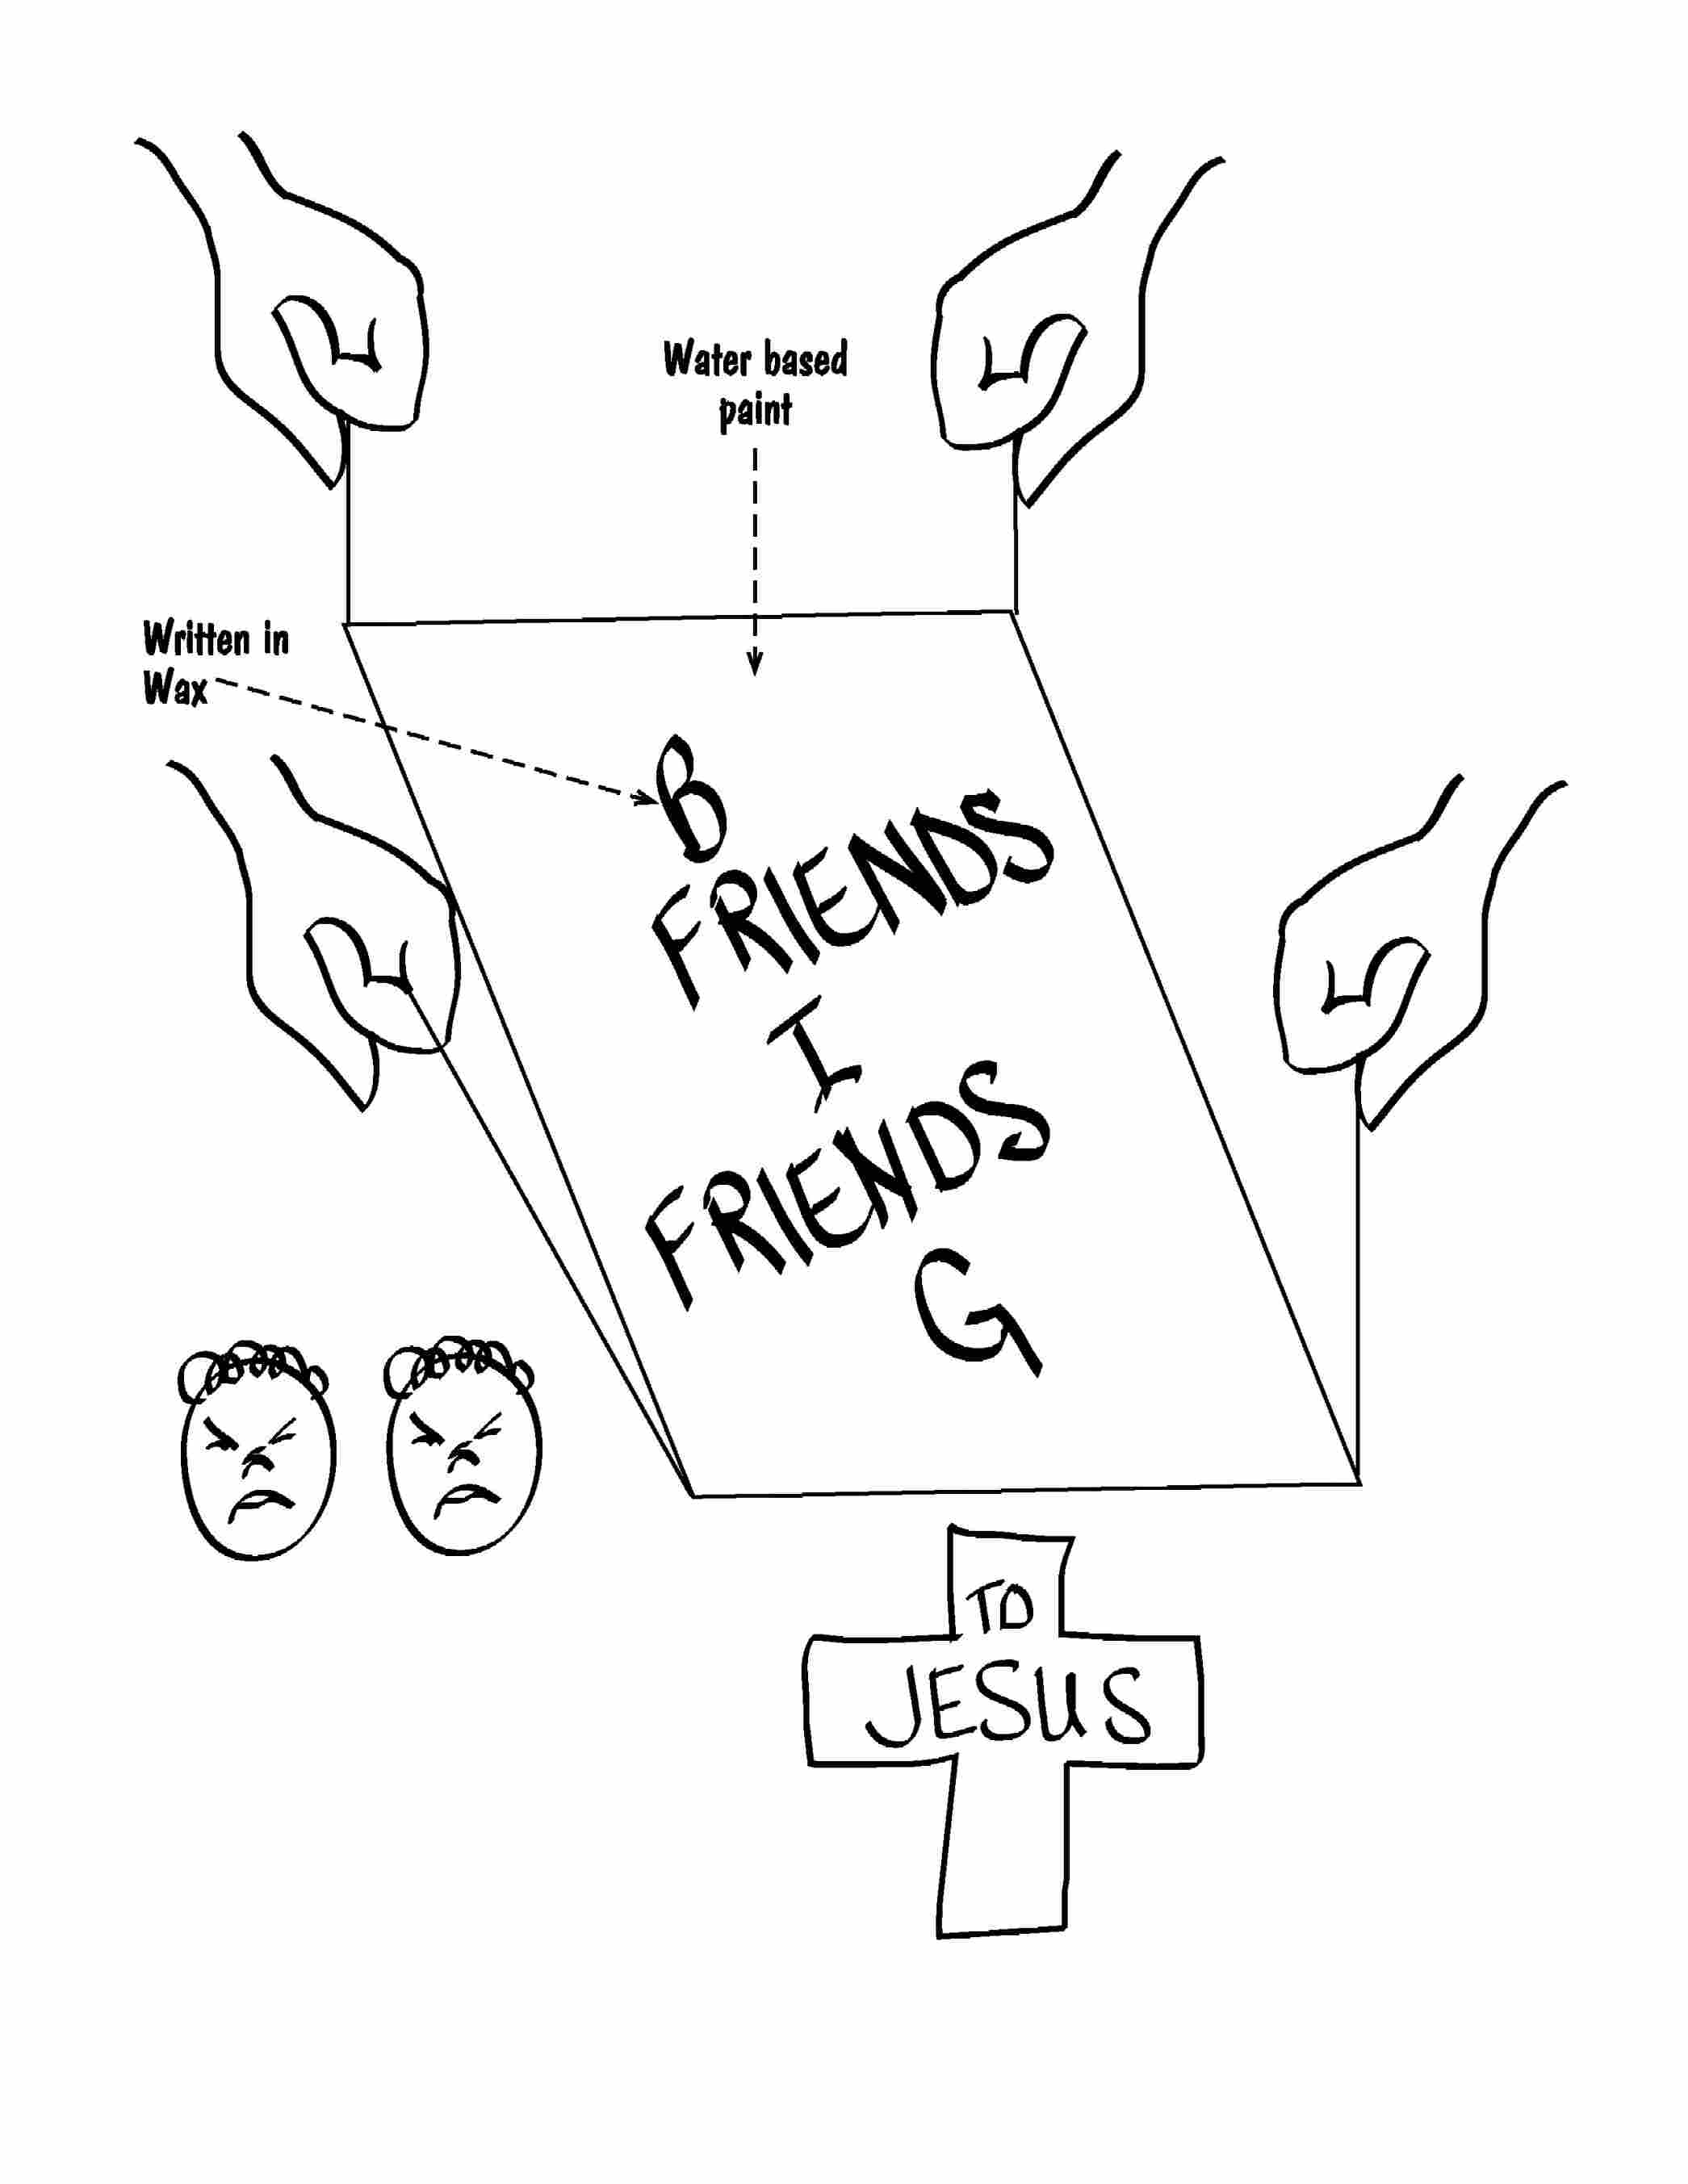 Water based
paint
Written in
Wax
B
FRIENDS
I
FRIENDS
G
TO
JESUS